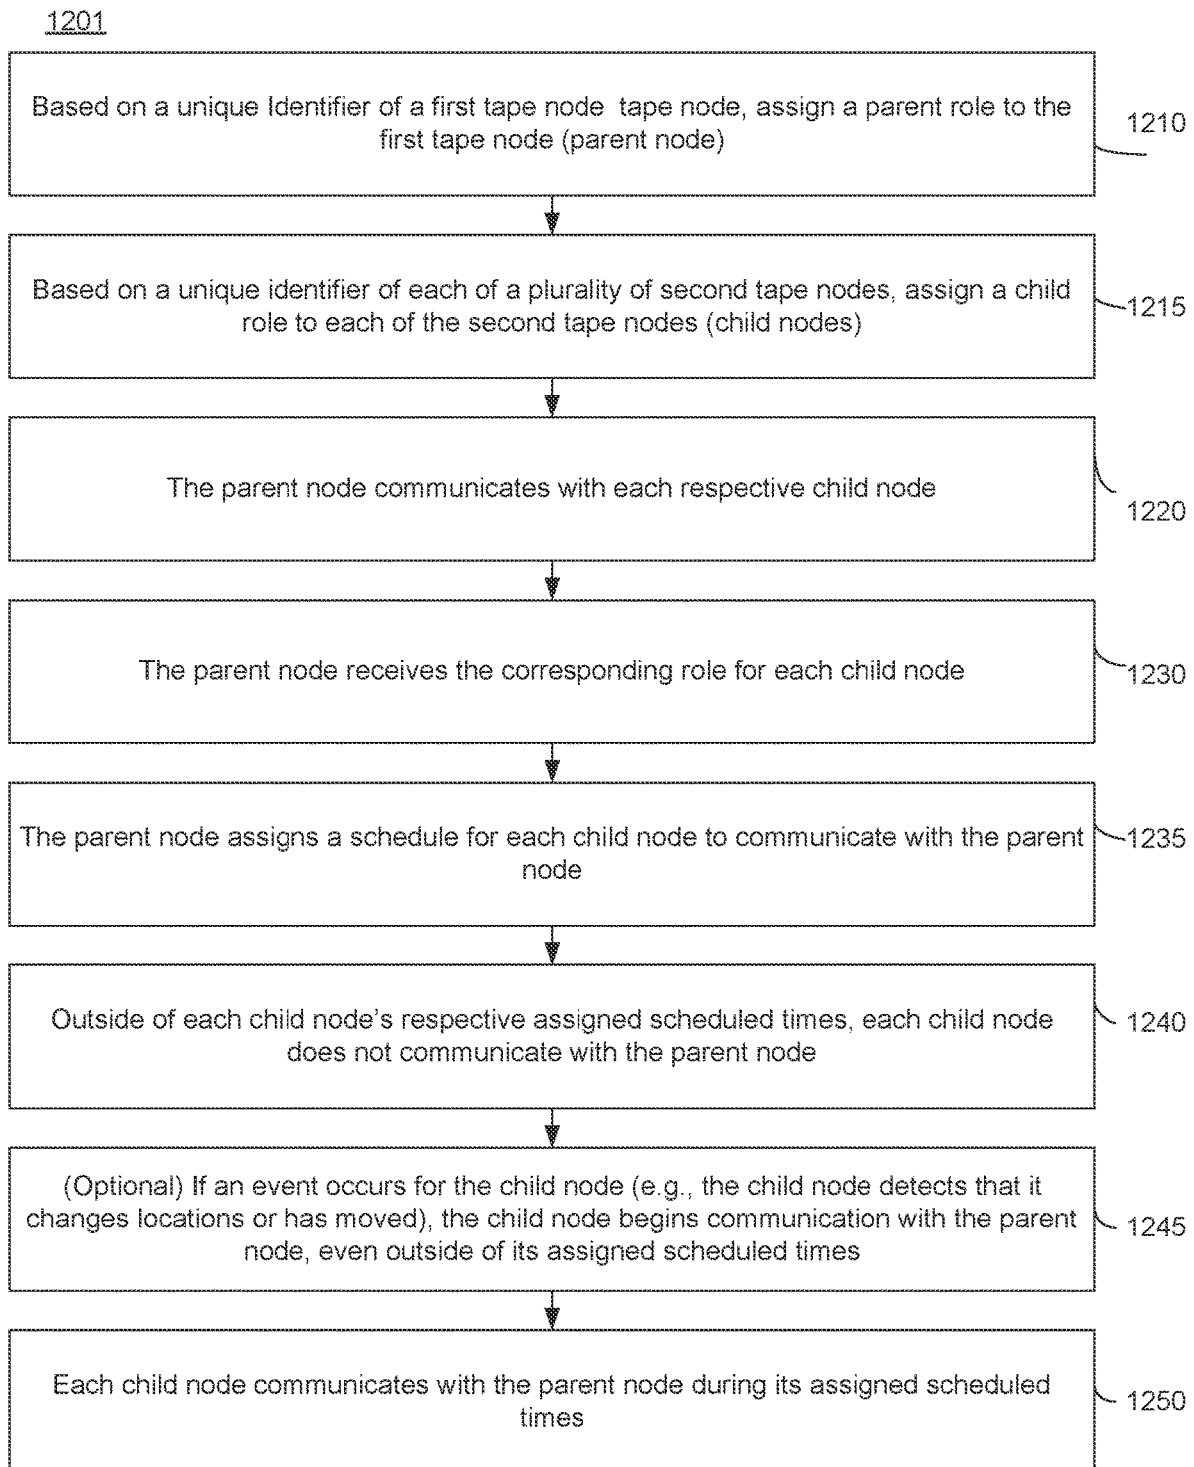 1201
Based on a unique Identifier of a first tape node tape node, assign a parent role to the
first tape node (parent node)
1210
Based on a unique identifier of each of a plurality of second tape nodes, assign a child
role to each of the second tape nodes (child nodes)
1215
The parent node communicates with each respective child node
1220
The parent node receives the corresponding role for each child node
1230
The parent node assigns a schedule for each child node to communicate with the parent
node
1235
Outside of each child node's respective assigned scheduled times, each child node
does not communicate with the parent node
1240
(Optional) If an event occurs for the child node (e.g., the child node detects that it
changes locations or has moved), the child node begins communication with the parent
node, even outside of its assigned scheduled times
1245
Each child node communicates with the parent node during its assigned scheduled
times
1250